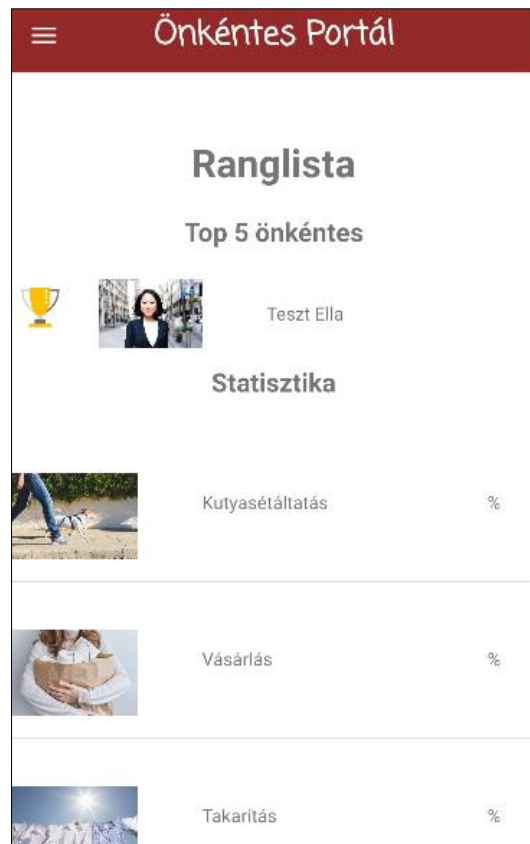 Önkéntes Portál
Ranglista
Top 5 önkéntes
Teszt Ella
Statisztika
Kutyasétáltatás %
Vásárlás %
Takarítás %